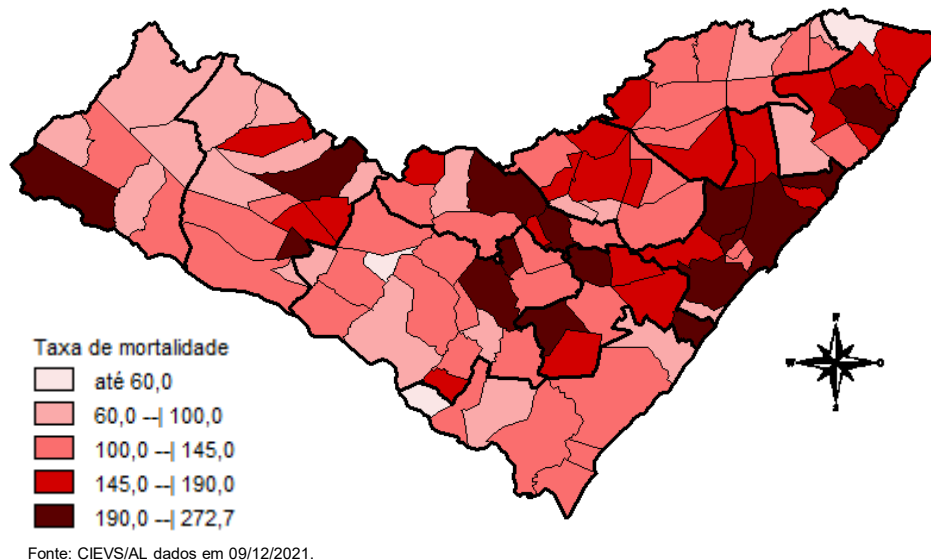 N
W
O
S
Taxa de mortalidade
até 60,0
60,0 --| 100,0
100,0 --| 145,0
145,0 --| 190,0
190,0 --| 272,7
Fonte: CIEVS/AL dados em 09/12/2021.